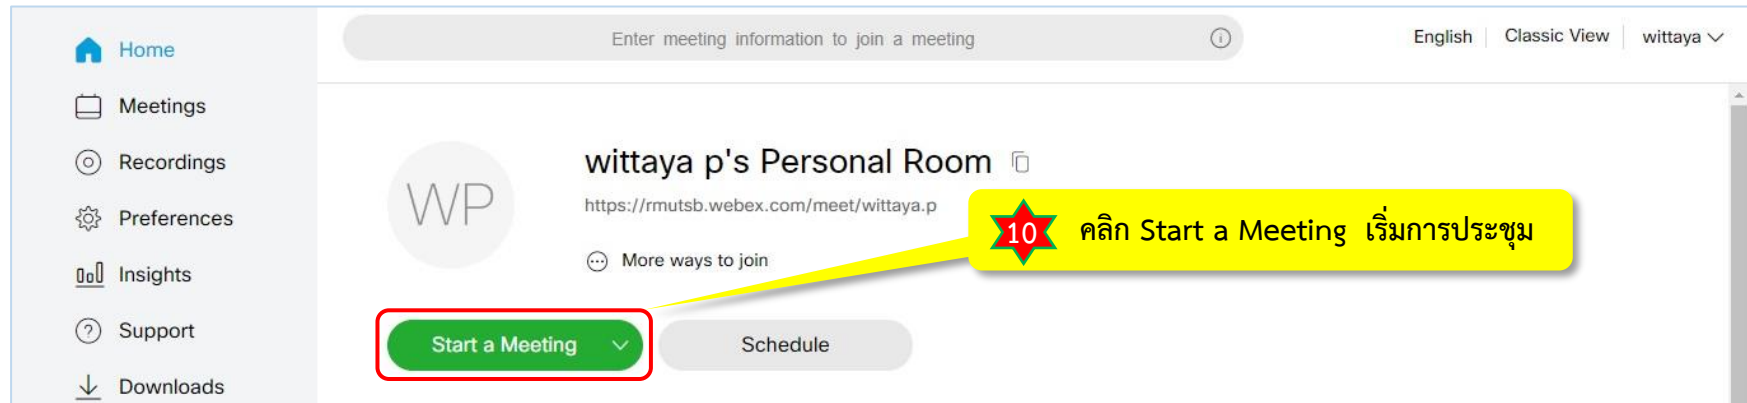 Home
Meetings
Recordings
Preferences
Insights
Support
Downloads
Enter meeting information to join a meeting
English
Classic View
wittaya
WP
wittaya p's Personal Room
https://rmutsb.webex.com/meet/wittaya.p
More ways to join
10 คลิก Start a Meeting เริ่มการประชุม
Start a Meeting
Schedule